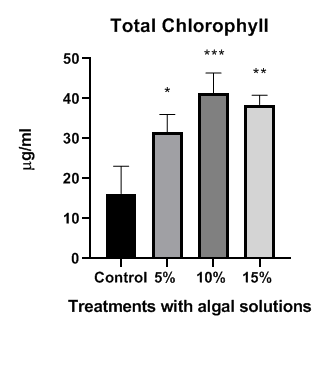 Total Chlorophyll
50
***
**
*
40
30
20
10
0
µg/ml
Control 5% 10% 15%
Treatments with algal solutions